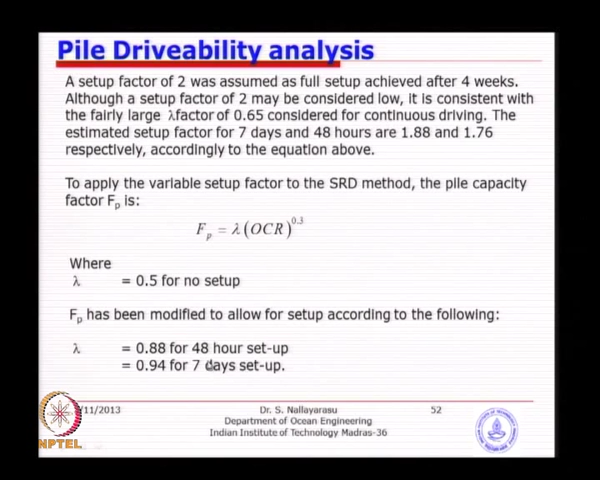 Pile Driveability analysis
A setup factor of 2 was assumed as full setup achieved after 4 weeks.
Although a setup factor of 2 may be considered low, it is consistent with
the fairly large λfactor of 0.65 considered for continuous driving. The
estimated setup factor for 7 days and 48 hours are 1.88 and 1.76
respectively, accordingly to the equation above.
To apply the variable setup factor to the SRD method, the pile capacity
factor Fp is:
Fp = λ(OCR)^0.3
Where
λ = 0.5 for no setup
Fp has been modified to allow for setup according to the following:
λ = 0.88 for 48 hour set-up
= 0.94 for 7 days set-up.
/11/2013
Dr. S. Nallayarasu
Department of Ocean Engineering
Indian Institute of Technology Madras-36
52
NPTEL